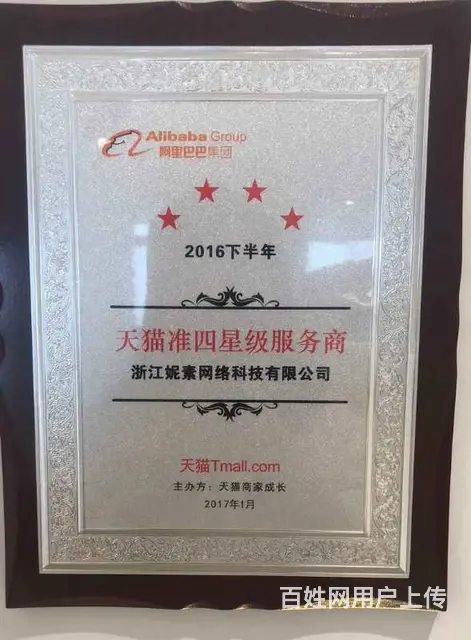 Alibaba Group
阿里巴巴集团
2016下半年
天猫准四星级服务商
浙江妮素网络科技有限公司
天猫Tmall.com
主办方：天猫商家成长
2017年1月
百姓网用户上传